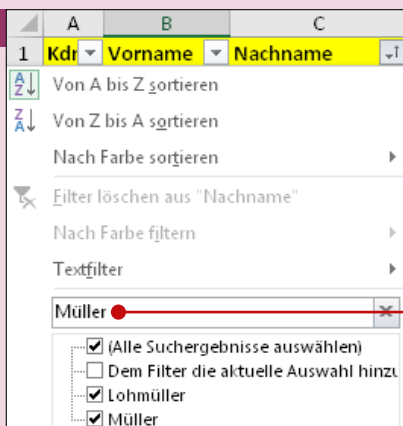 A B C
1 Kdr Vorname Nachname
Von A bis Z sortieren
Von Z bis A sortieren
Nach Farbe sortieren
Filter löschen aus "Nachname"
Nach Farbe filtern
Textfilter
Müller
(Alle Suchergebnisse auswählen)
Dem Filter die aktuelle Auswahl hinzu
Lohmüller
Müller